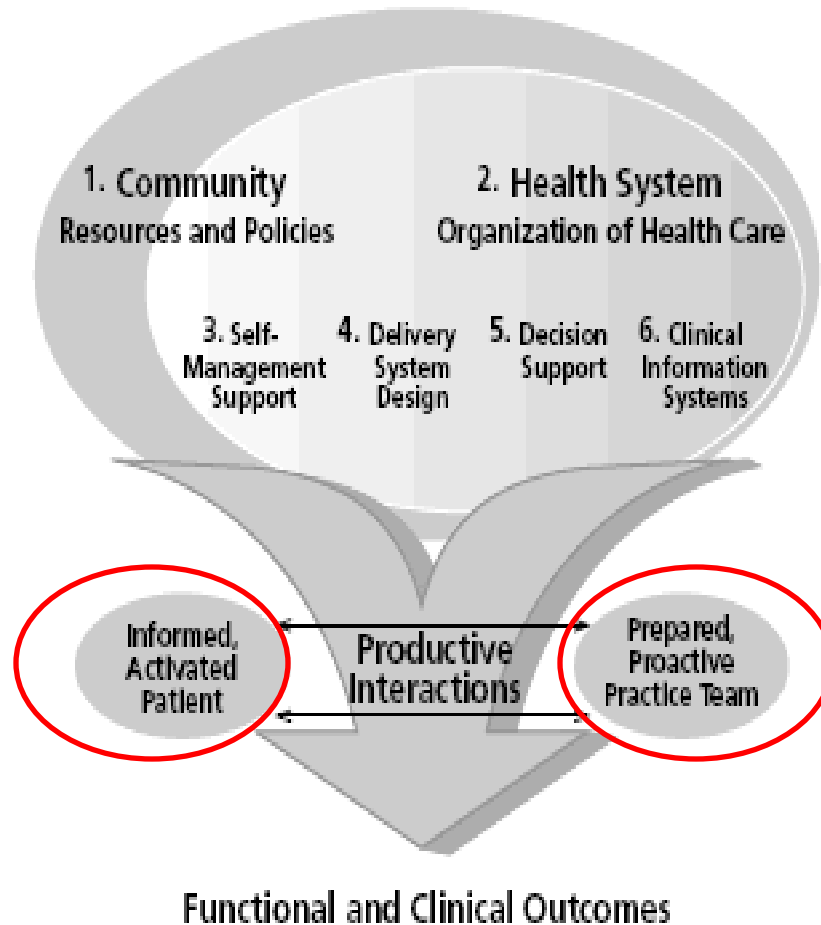 1. Community
Resources and Policies
2. Health System
Organization of Health Care
3. Self-
Management
Support
4. Delivery
System
Design
5. Decision
Support
6. Clinical
Information
Systems
Informed,
Activated
Patient
Productive
Interactions
Prepared,
Proactive
Practice Team
Functional and Clinical Outcomes